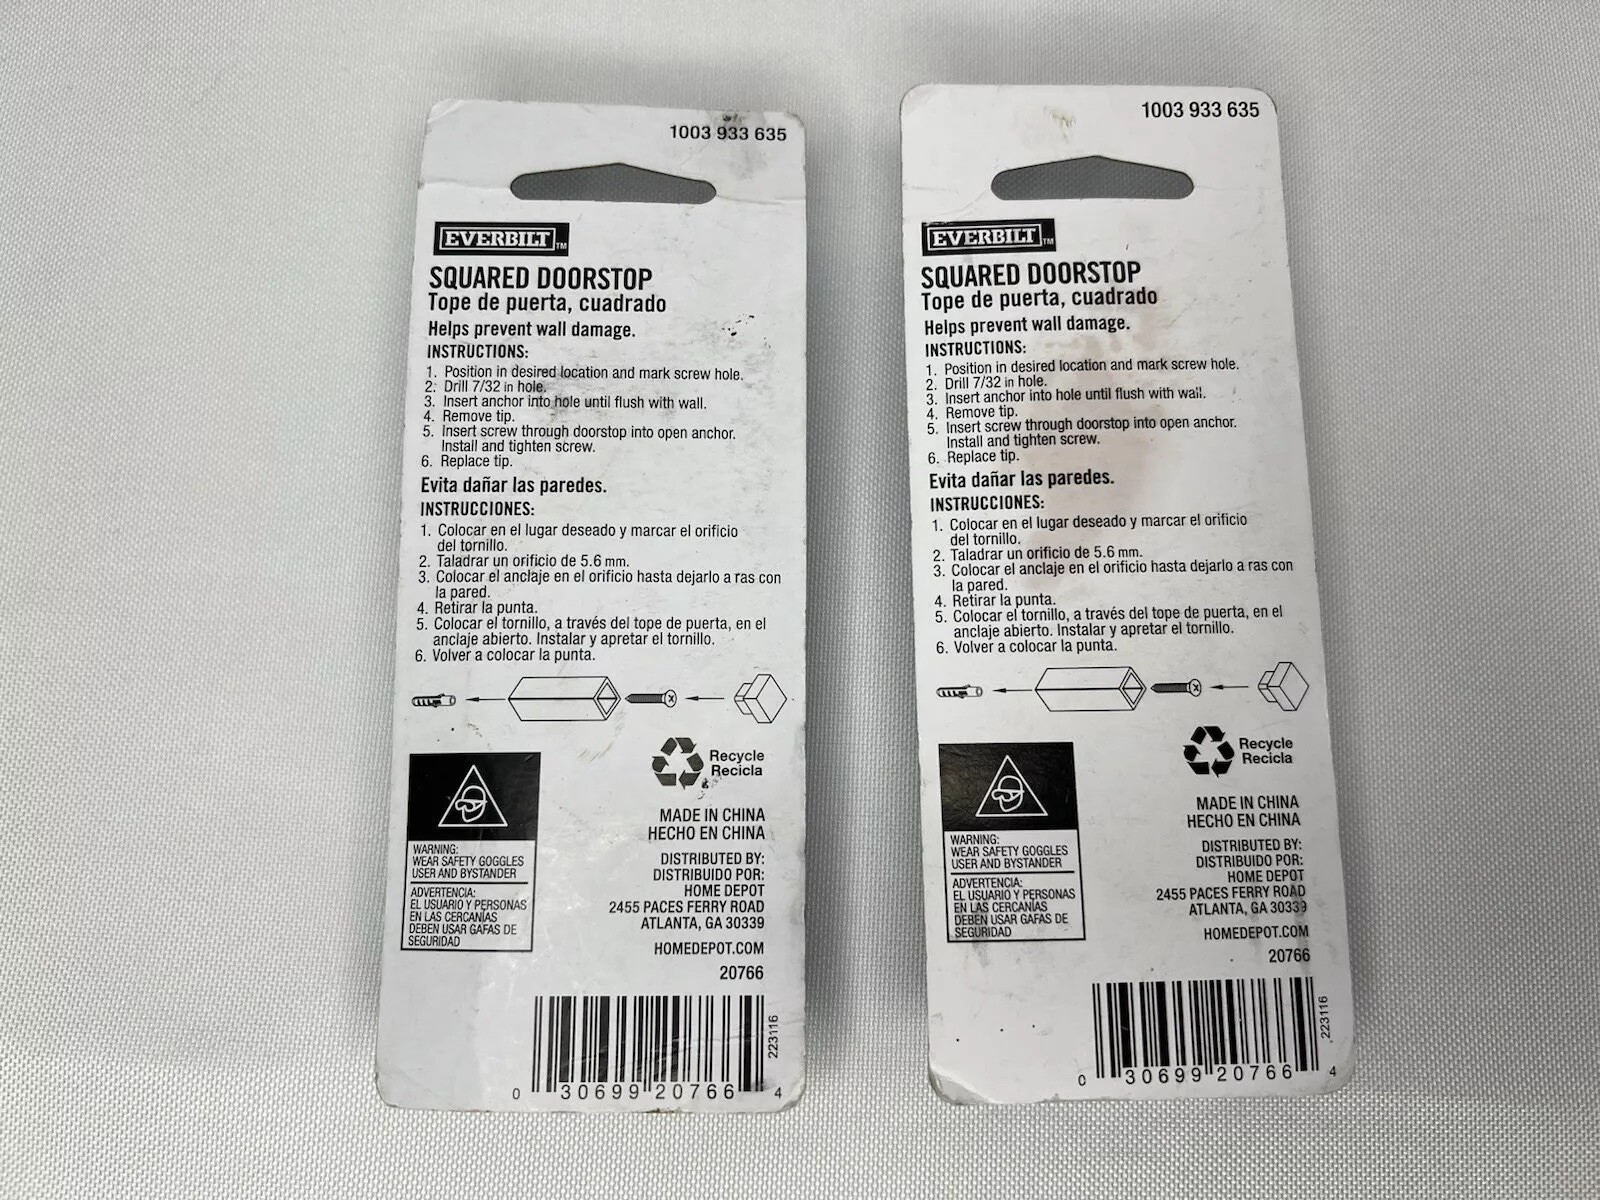 1003 933 635
EVERBILT™
SQUARED DOORSTOP
Tope de puerta, cuadrado
Helps prevent wall damage.
INSTRUCTIONS:
1. Position in desired location and mark screw hole.
2. Drill 7/32 in hole.
3. Insert anchor into hole until flush with wall.
4. Remove tip.
5. Insert screw through doorstop into open anchor.
Install and tighten screw.
6. Replace tip.
Evita dañar las paredes.
INSTRUCCIONES:
1. Colocar en el lugar deseado y marcar el orificio
del tornillo.
2. Taladrar un orificio de 5.6 mm.
3. Colocar el anclaje en el orificio hasta dejarlo a ras con
la pared.
4. Retirar la punta.
5. Colocar el tornillo, a través del tope de puerta, en el
anclaje abierto. Instalar y apretar el tornillo.
6. Volver a colocar la punta.
Recycle
Recicla
WARNING:
WEAR SAFETY GOGGLES
USER AND BYSTANDER
ADVERTENCIA:
EL USUARIO Y PERSONAS
EN LAS CERCANÍAS
DEBEN USAR GAFAS DE
SEGURIDAD
MADE IN CHINA
HECHO EN CHINA
DISTRIBUTED BY:
DISTRIBUIDO POR:
HOME DEPOT
2455 PACES FERRY ROAD
ATLANTA, GA 30339
HOMEDEPOT.COM
20766
223116
0 30699 20766 4
1003 933 635
EVERBILT™
SQUARED DOORSTOP
Tope de puerta, cuadrado
Helps prevent wall damage.
INSTRUCTIONS:
1. Position in desired location and mark screw hole.
2. Drill 7/32 in hole.
3. Insert anchor into hole until flush with wall.
4. Remove tip.
5. Insert screw through doorstop into open anchor.
Install and tighten screw.
6. Replace tip.
Evita dañar las paredes.
INSTRUCCIONES:
1. Colocar en el lugar deseado y marcar el orificio
del tornillo.
2. Taladrar un orificio de 5.6 mm.
3. Colocar el anclaje en el orificio hasta dejarlo a ras con
la pared.
4. Retirar la punta.
5. Colocar el tornillo, a través del tope de puerta, en el
anclaje abierto. Instalar y apretar el tornillo.
6. Volver a colocar la punta.
Recycle
Recicla
WARNING:
WEAR SAFETY GOGGLES
USER AND BYSTANDER
ADVERTENCIA:
EL USUARIO Y PERSONAS
EN LAS CERCANÍAS
DEBEN USAR GAFAS DE
SEGURIDAD
MADE IN CHINA
HECHO EN CHINA
DISTRIBUTED BY:
DISTRIBUIDO POR:
HOME DEPOT
2455 PACES FERRY ROAD
ATLANTA, GA 30339
HOMEDEPOT.COM
20766
223116
0 30699 20766 4